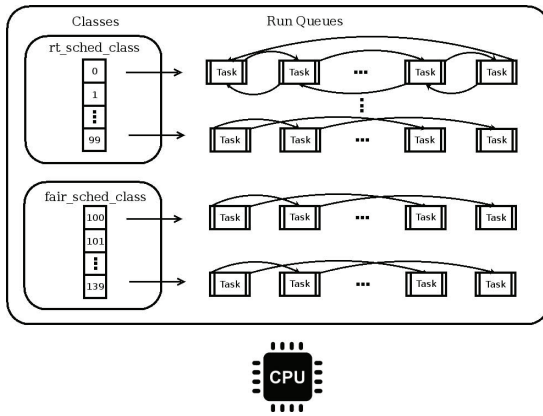 Classes Run Queues
rt_sched_class
0 Task Task ... Task Task
1
99 Task Task ... Task Task
fair_sched_class
100 Task Task ... Task Task
101
139 Task Task ... Task Task
CPU